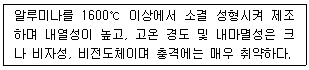 알루미나를 1600℃ 이상에서 소결 성형시켜 제조
하며 내열성이 높고, 고온 경도 및 내마멸성은 크
나 비자성, 비전도체이며 충격에는 매우 취약하다.